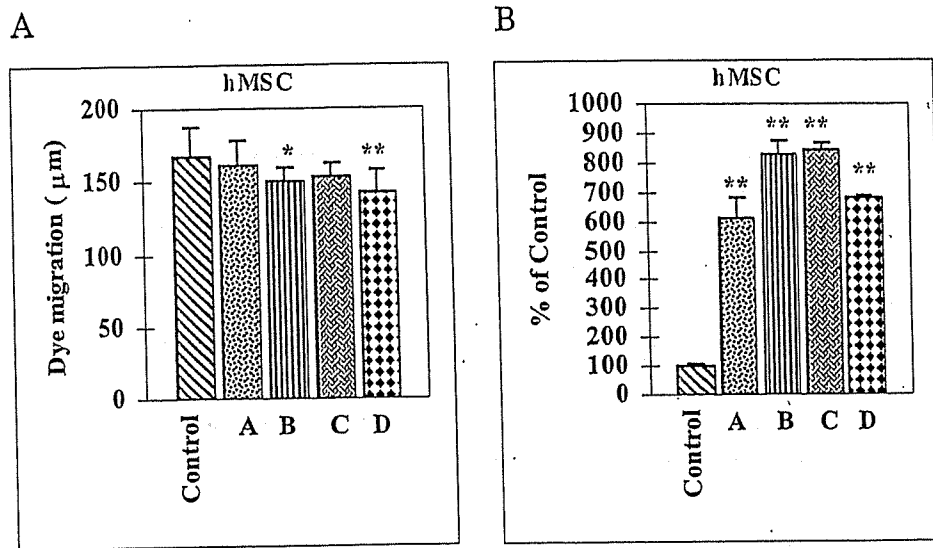 A
hMSC
Dye migration ( μm)
200
150
100
50
0
*
**
Control
A B C D
B
hMSC
% of Control
1000
900
800
700
600
500
400
300
200
100
0
**
** **
**
Control
A B C D